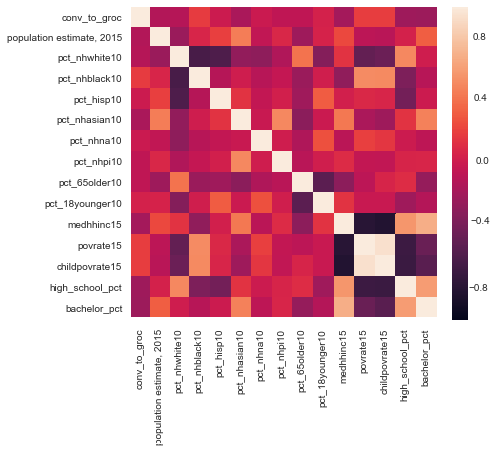 conv_to_groc
population estimate, 2015
pct_nhwhite10
pct_nhblack10
pct_hisp10
pct_nhasian10
pct_nhna10
pct_nhpi10
pct_65older10
pct_18younger10
medhhinc15
povrate15
childpovrate15
high_school_pct
bachelor_pct
conv_to_groc
population estimate, 2015
pct_nhwhite10
pct_nhblack10
pct_hisp10
pct_nhasian10
pct_nhna10
pct_nhpi10
pct_65older10
pct_18younger10
medhhinc15
povrate15
childpovrate15
high_school_pct
bachelor_pct
0.8
0.4
0.0
−0.4
−0.8